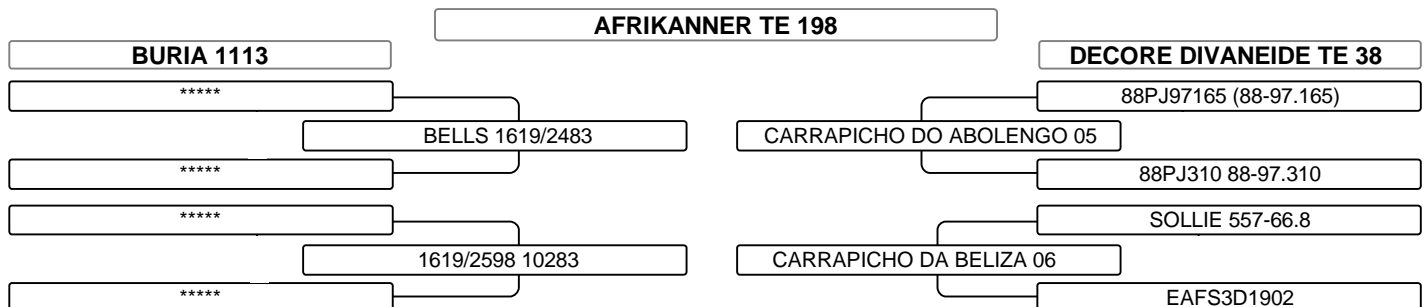 AFRIKANNER TE 198
BURIA 1113
DECORE DIVANEIDE TE 38
*****
88PJ97165 (88-97.165)
BELLS 1619/2483
CARRAPICHO DO ABOLENGO 05
*****
88PJ310 88-97.310
*****
SOLLIE 557-66.8
1619/2598 10283
CARRAPICHO DA BELIZA 06
*****
EAFS3D1902